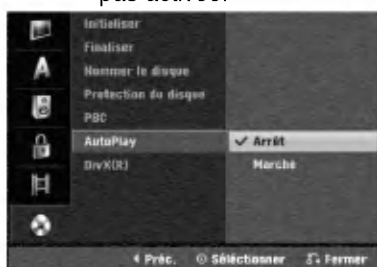 pas activée.
Initialiser
Finaliser
Nommer le disque
Protection du disque
PBC
AutoPlay
✓ Arrêt
DivX(R)
Marche
Préc. Sélectionner Fermer